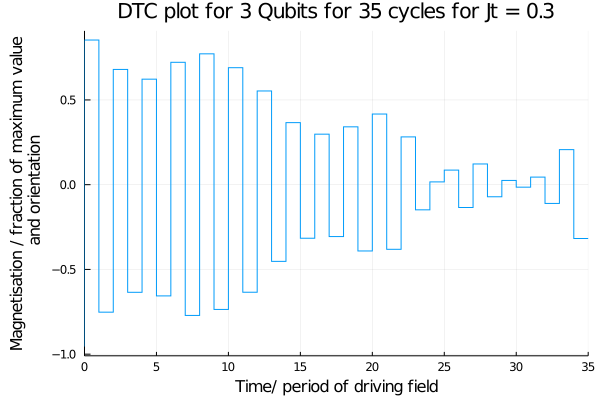 DTC plot for 3 Qubits for 35 cycles for Jt = 0.3
Magnetisation / fraction of maximum value
and orientation
0.5
0.0
−0.5
−1.0
0 5 10 15 20 25 30 35
Time/ period of driving field